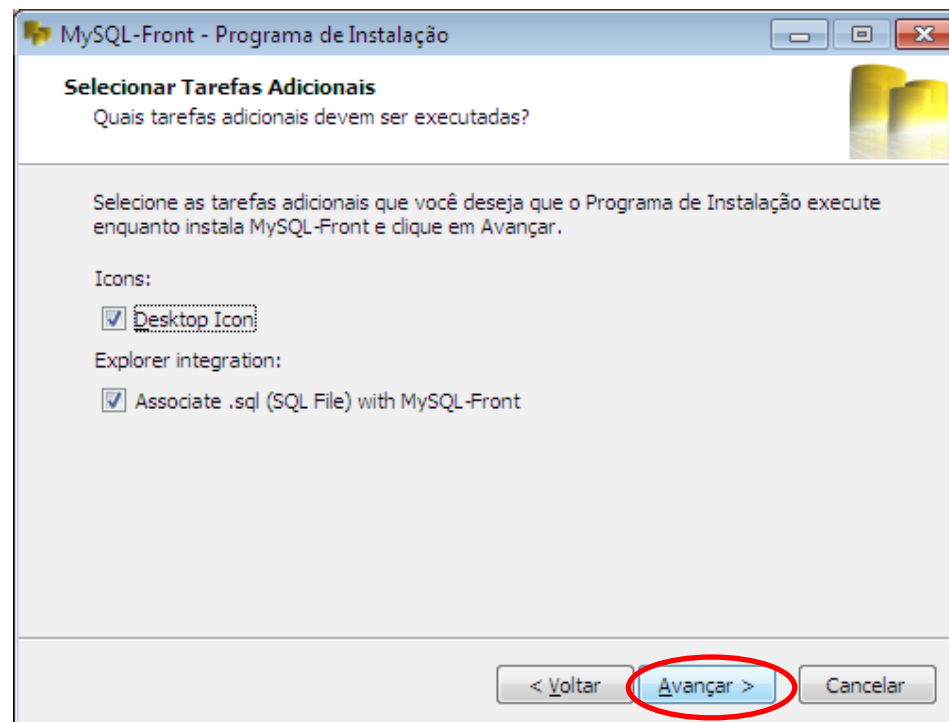 MySQL-Front - Programa de Instalação
Selecionar Tarefas Adicionais
Quais tarefas adicionais devem ser executadas?
Selecione as tarefas adicionais que você deseja que o Programa de Instalação execute
enquanto instala MySQL-Front e clique em Avançar.
Icons:
Desktop Icon
Explorer integration:
Associate .sql (SQL File) with MySQL-Front
< Voltar
Avançar >
Cancelar